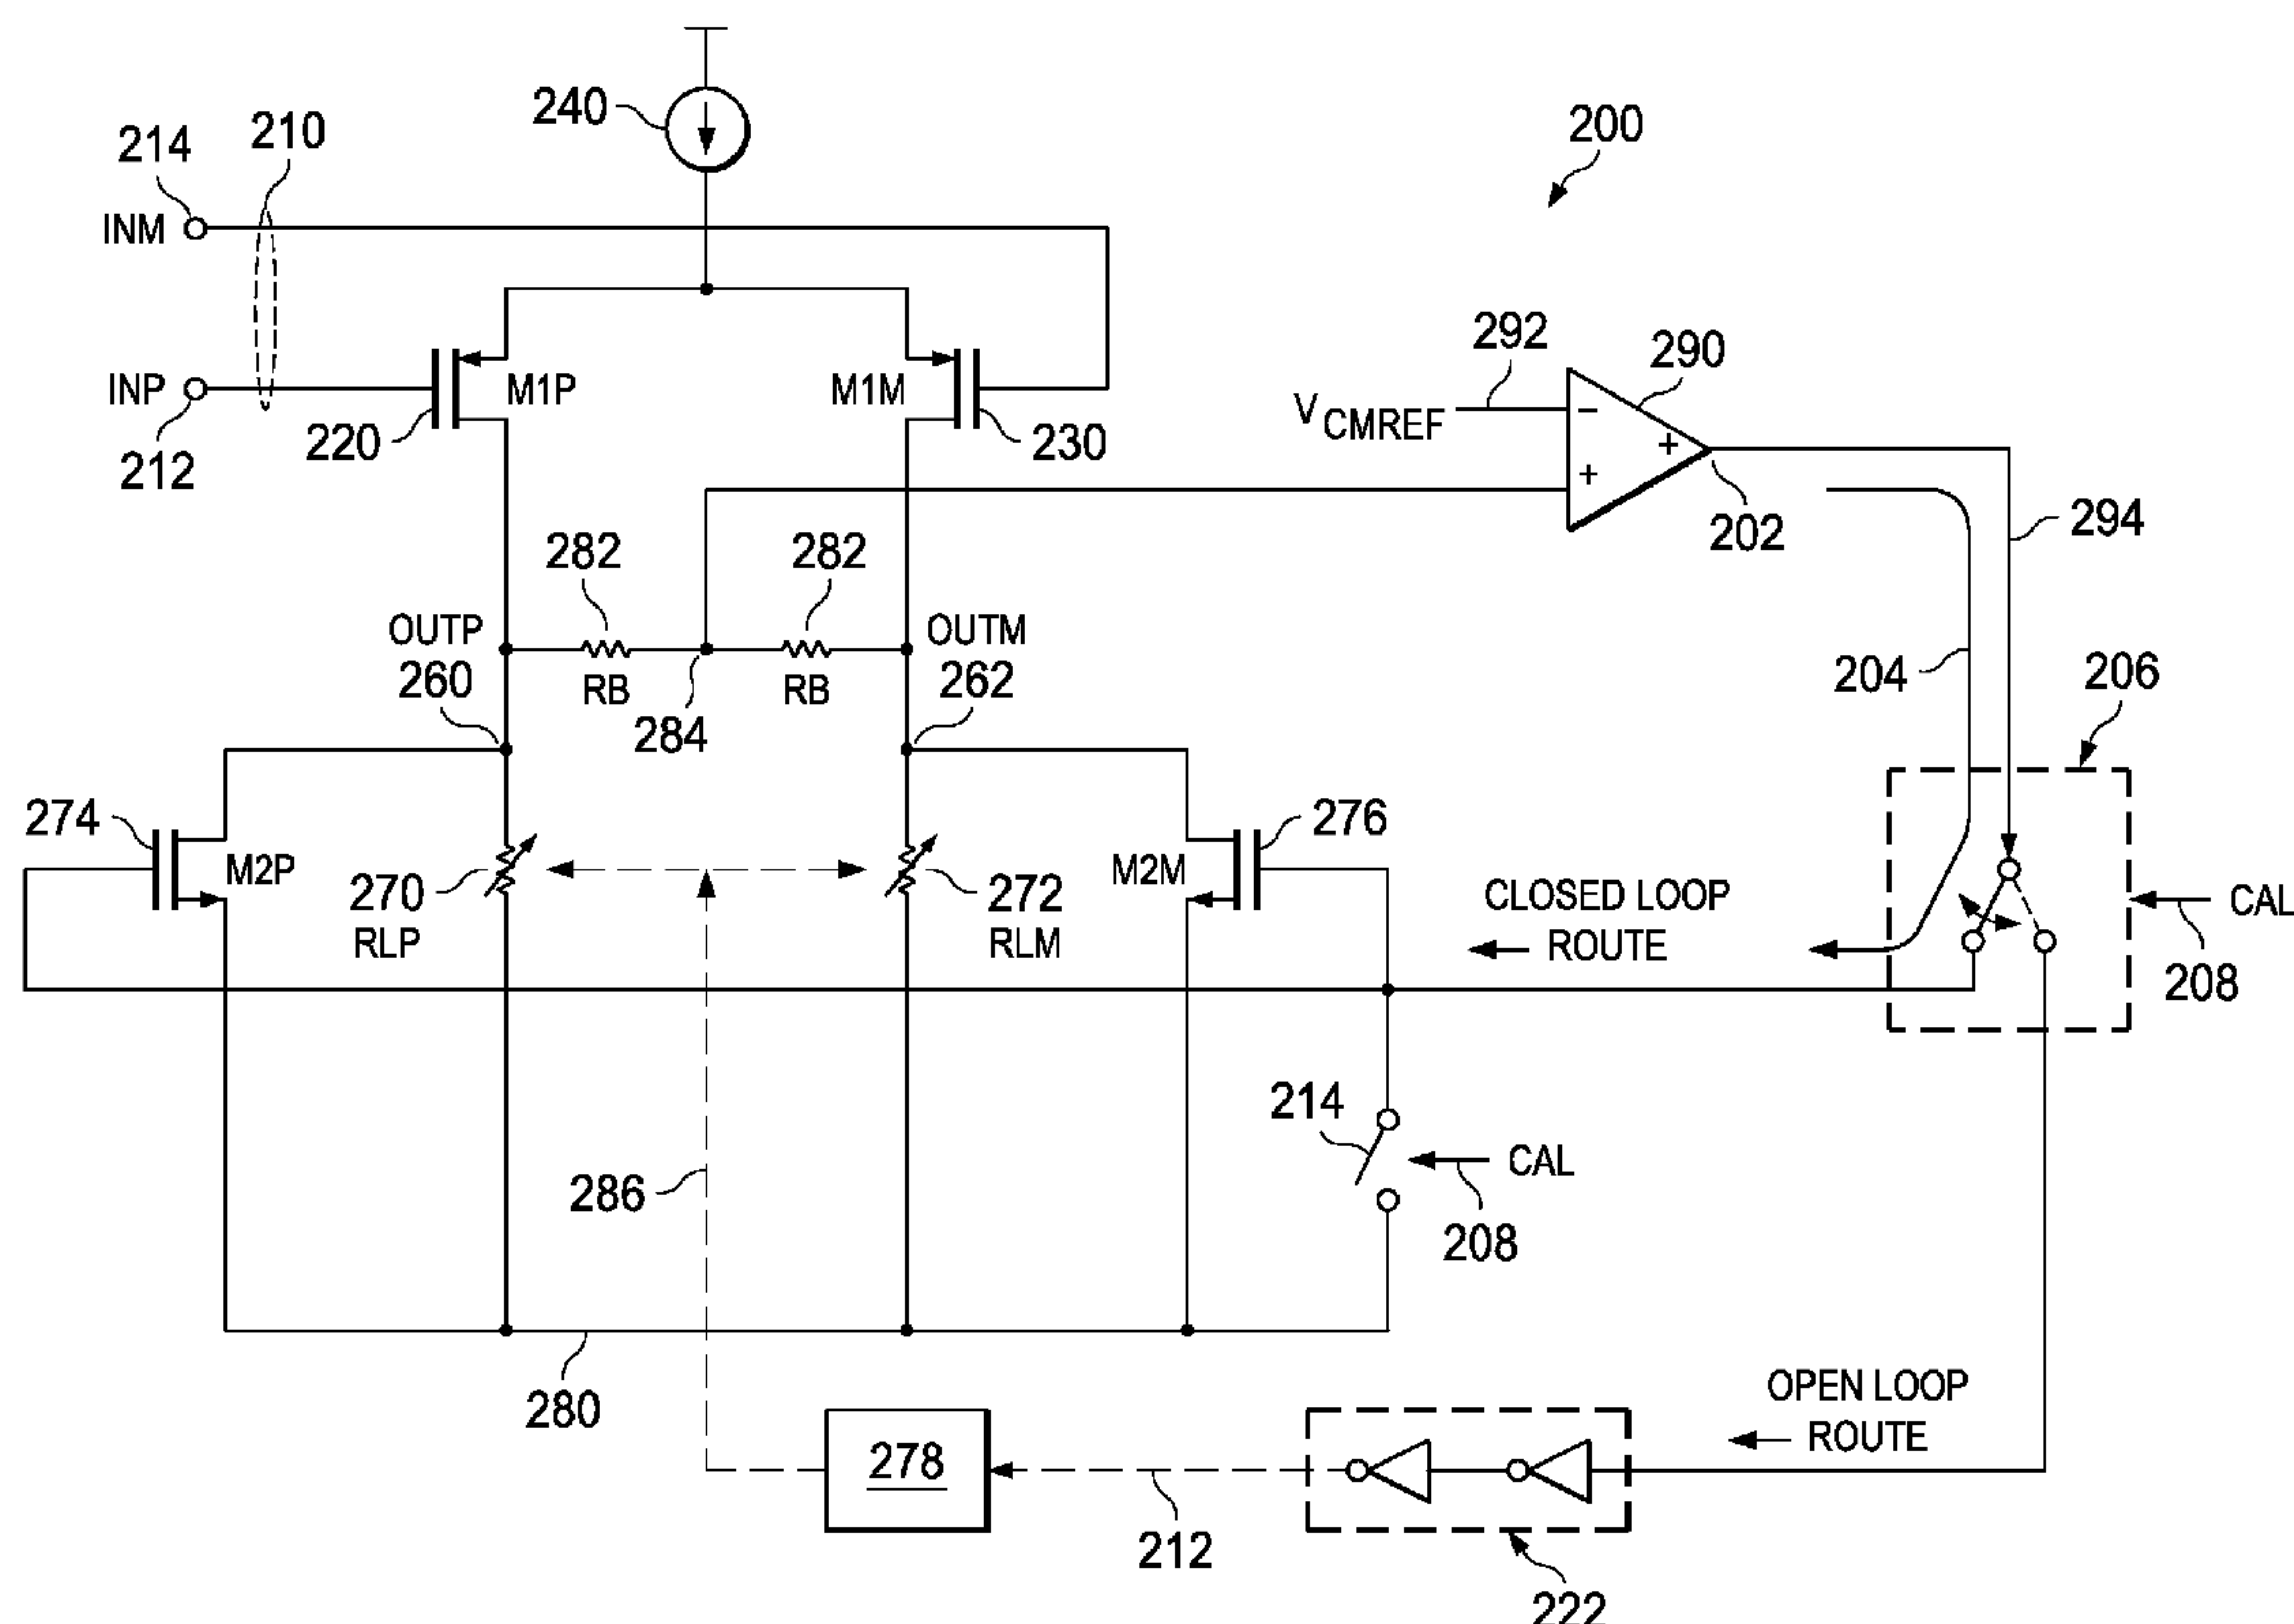 240
200
214
210
INM
INP
212
M1P
220
M1M
230
292
290
V CMREF
−
+
+
202
294
282
282
OUTP
260
RB
RB
284
OUTM
262
204
206
274
M2P
270
RLP
272
RLM
M2M
276
CLOSED LOOP
ROUTE
CAL
208
214
CAL
208
286
280
OPEN LOOP
ROUTE
278
212
222